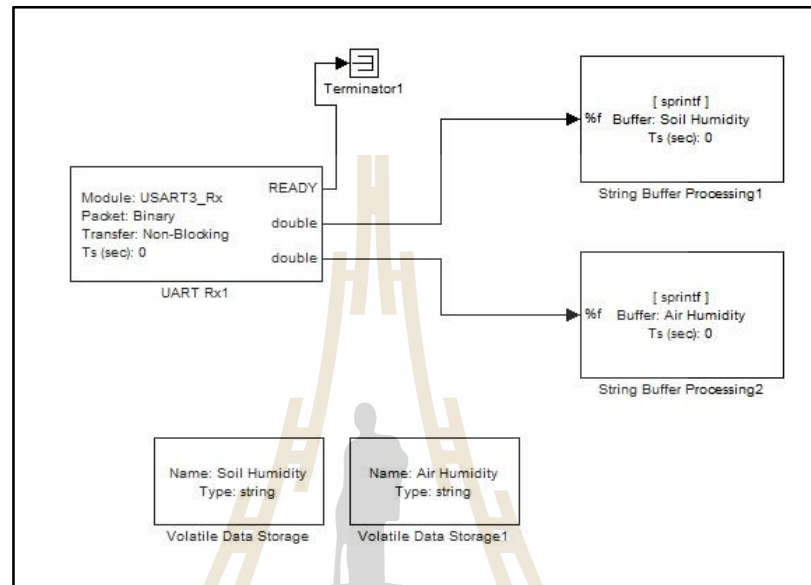 Terminator1
[ sprintf ]
%f
Buffer: Soil Humidity
Ts (sec): 0
String Buffer Processing1
Module: USART3_Rx
Packet: Binary
Transfer: Non-Blocking
Ts (sec): 0
READY
double
double
UART Rx1
[ sprintf ]
%f
Buffer: Air Humidity
Ts (sec): 0
String Buffer Processing2
Name: Soil Humidity
Type: string
Volatile Data Storage
Name: Air Humidity
Type: string
Volatile Data Storage1